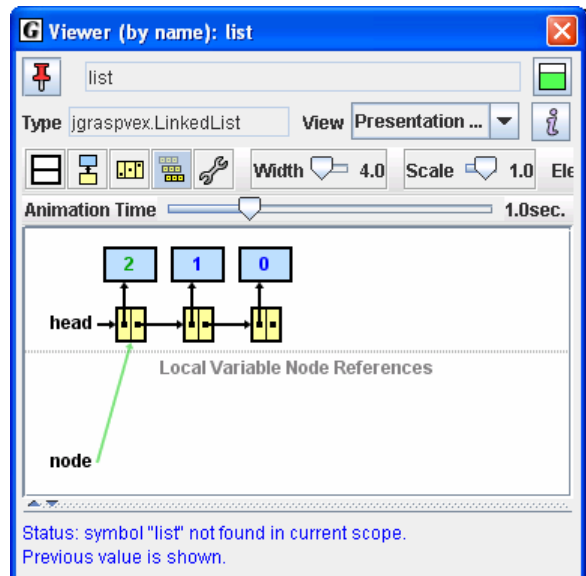 G Viewer (by name): list
list
Type jgraspvex.LinkedList View Presentation ...
Width 4.0 Scale 1.0 Ele
Animation Time 1.0sec.
2 1 0
head
Local Variable Node References
node
Status: symbol "list" not found in current scope.
Previous value is shown.